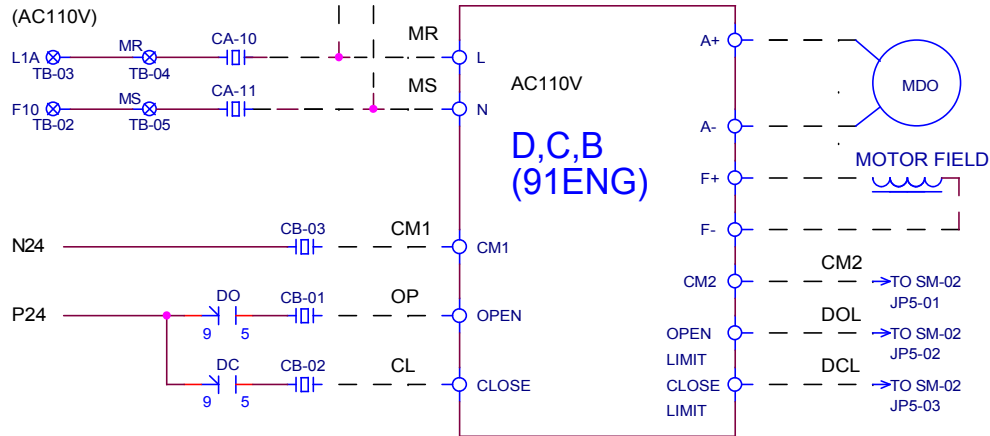 (AC110V)
L1A
TB-03
MR
TB-04
CA-10
MR
L
F10
TB-02
MS
TB-05
CA-11
MS
N
AC110V
D,C,B
(91ENG)
A+
A-
MDO
MOTOR FIELD
F+
F-
N24
CB-03
CM1
CM1
CM2
CM2
TO SM-02
JP5-01
P24
DO
9 5
CB-01
OP
OPEN
OPEN
LIMIT
DOL
TO SM-02
JP5-02
DC
9 5
CB-02
CL
CLOSE
CLOSE
LIMIT
DCL
TO SM-02
JP5-03